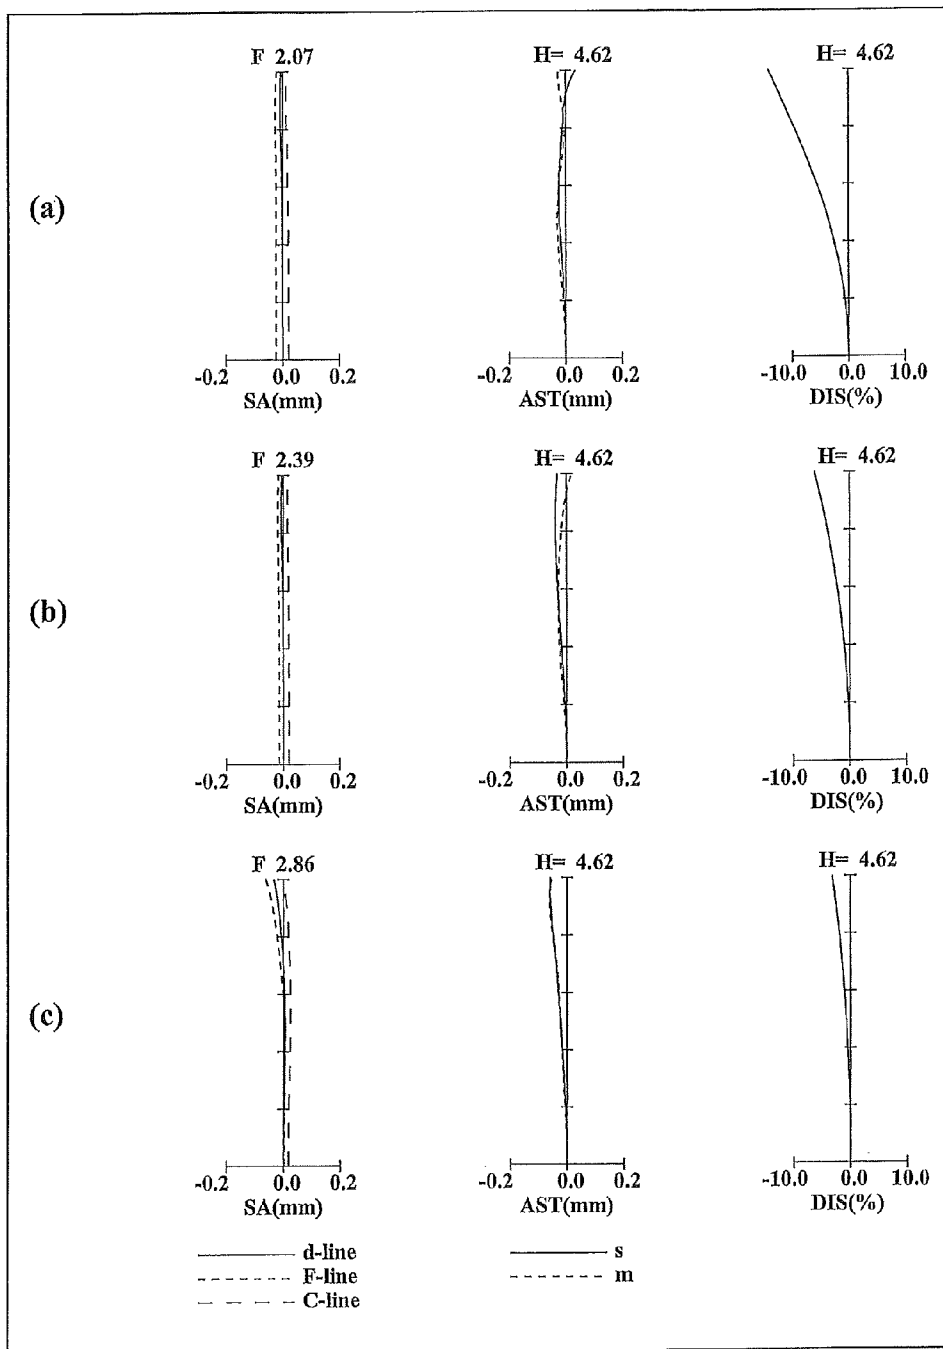 F 2.07 H= 4.62 H= 4.62
(a)
-0.2 0.0 0.2 -0.2 0.0 0.2 -10.0 0.0 10.0
SA(mm) AST(mm) DIS(%)
F 2.39 H= 4.62 H= 4.62
(b)
-0.2 0.0 0.2 -0.2 0.0 0.2 -10.0 0.0 10.0
SA(mm) AST(mm) DIS(%)
F 2.86 H= 4.62 H= 4.62
(c)
-0.2 0.0 0.2 -0.2 0.0 0.2 -10.0 0.0 10.0
SA(mm) AST(mm) DIS(%)
d-line s
F-line m
C-line